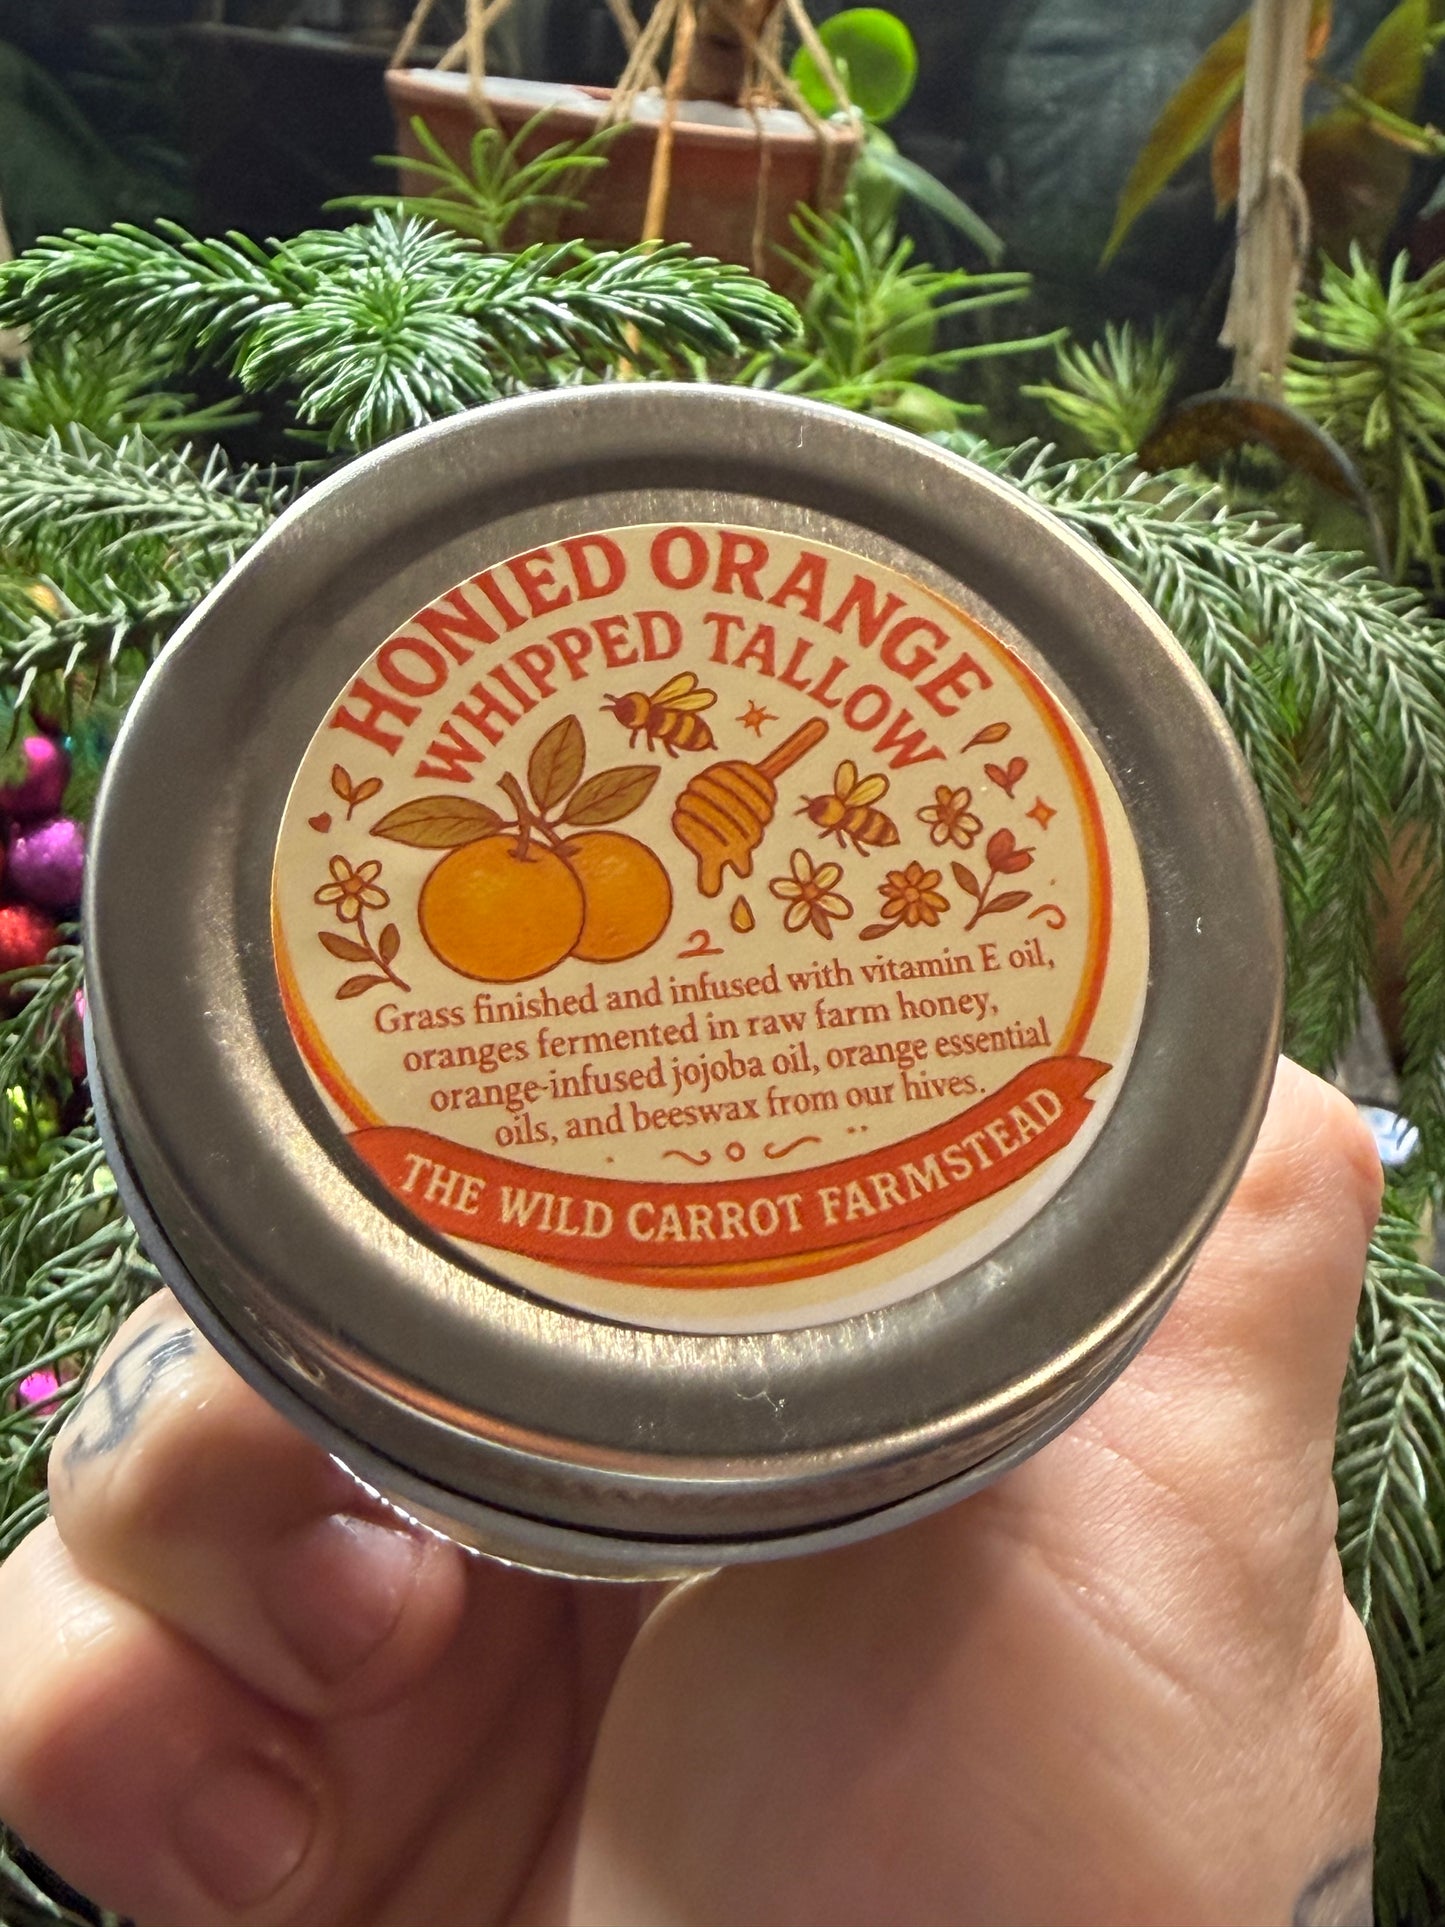 HONIED ORANGE
WHIPPED TALLOW
Grass finished and infused with vitamin E oil,
oranges fermented in raw farm honey,
orange-infused jojoba oil, orange essential
oils, and beeswax from our hives.
THE WILD CARROT FARMSTEAD